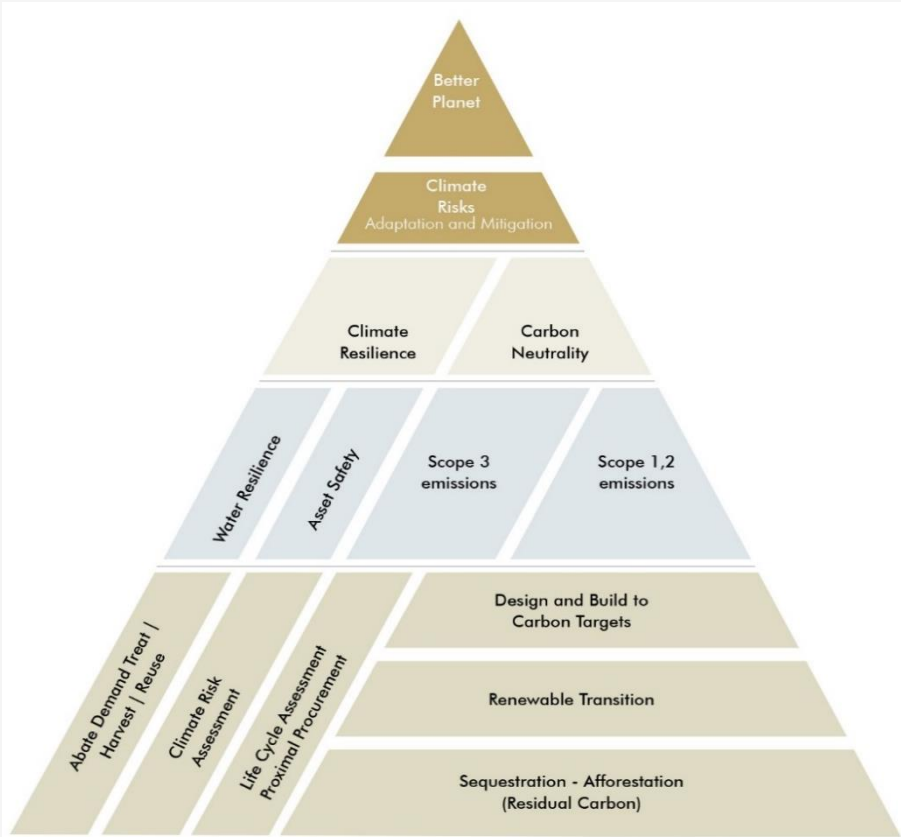 Better
Planet
Climate
Risks
Adaptation and Mitigation
Climate
Resilience
Carbon
Neutrality
Water Resilience
Asset Safety
Scope 3
emissions
Scope 1,2
emissions
Abate Demand Treat |
Harvest | Reuse
Climate Risk
Assessment
Life Cycle Assessment
Proximal Procurement
Design and Build to
Carbon Targets
Renewable Transition
Sequestration - Afforestation
(Residual Carbon)